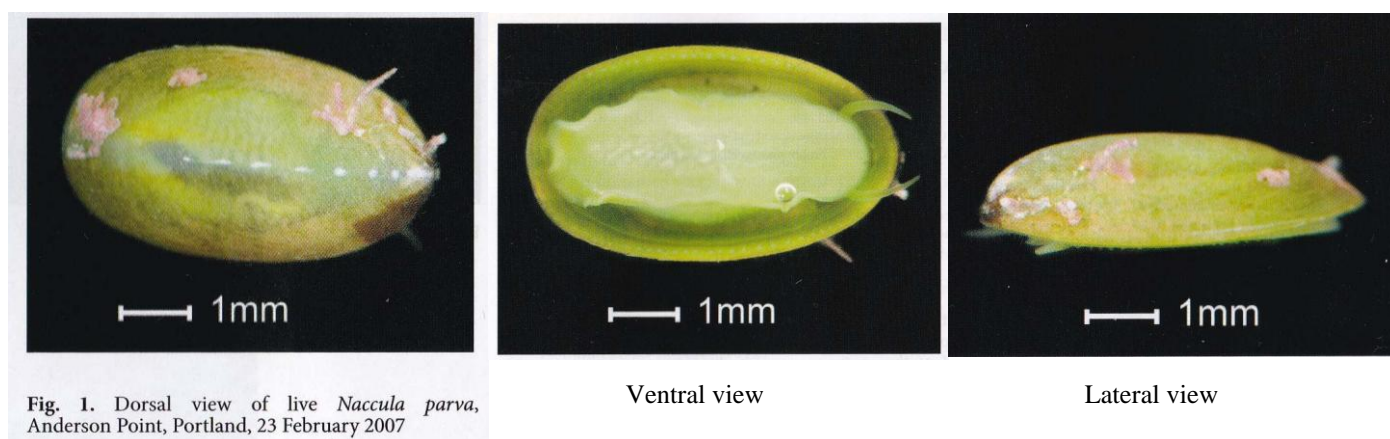 1mm
1mm
1mm
Fig. 1. Dorsal view of live Naccula parva,
Anderson Point, Portland, 23 February 2007
Ventral view
Lateral view